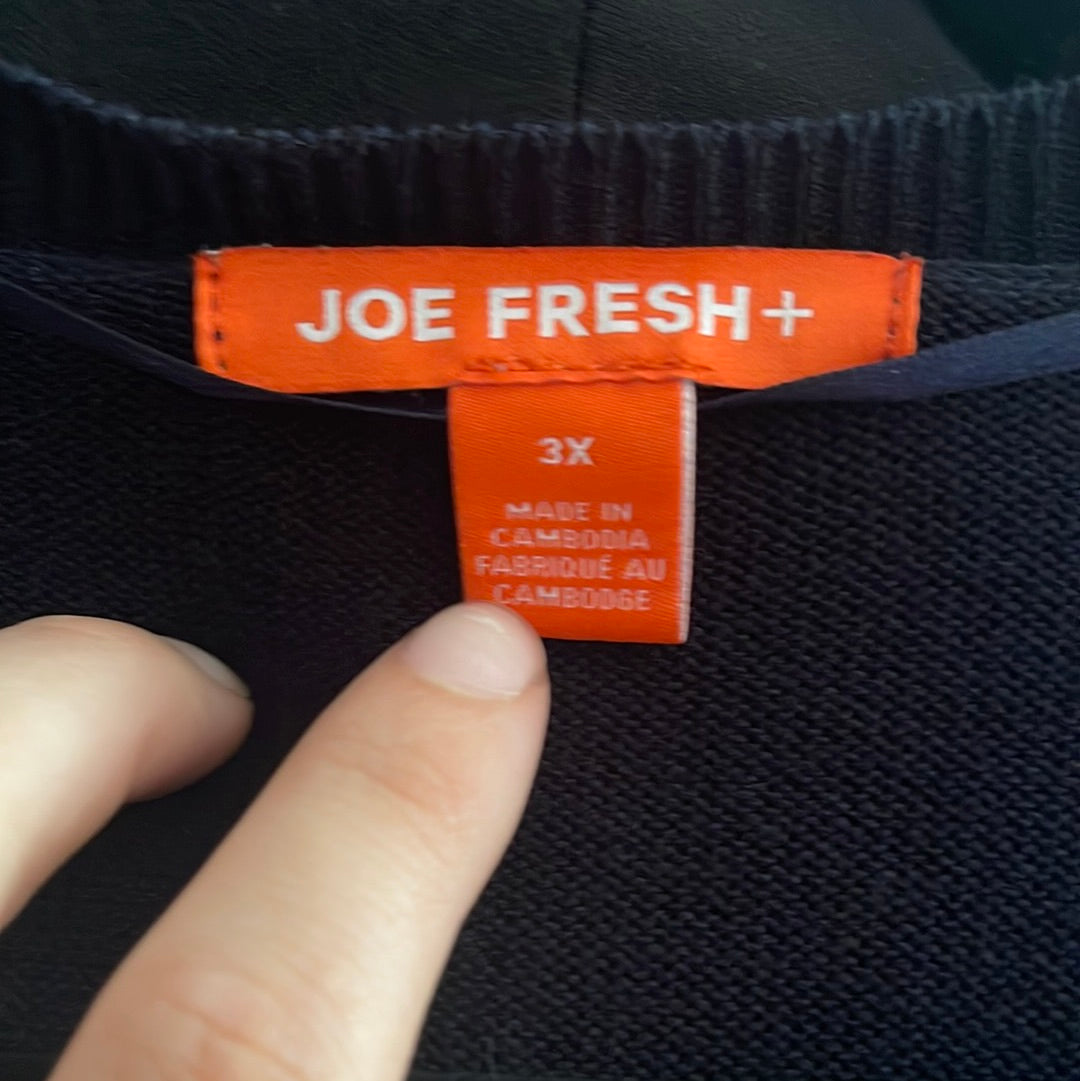 JOE FRESH+
3X
MADE IN
CAMBODIA
FABRIQUÉ AU
CAMBODGE